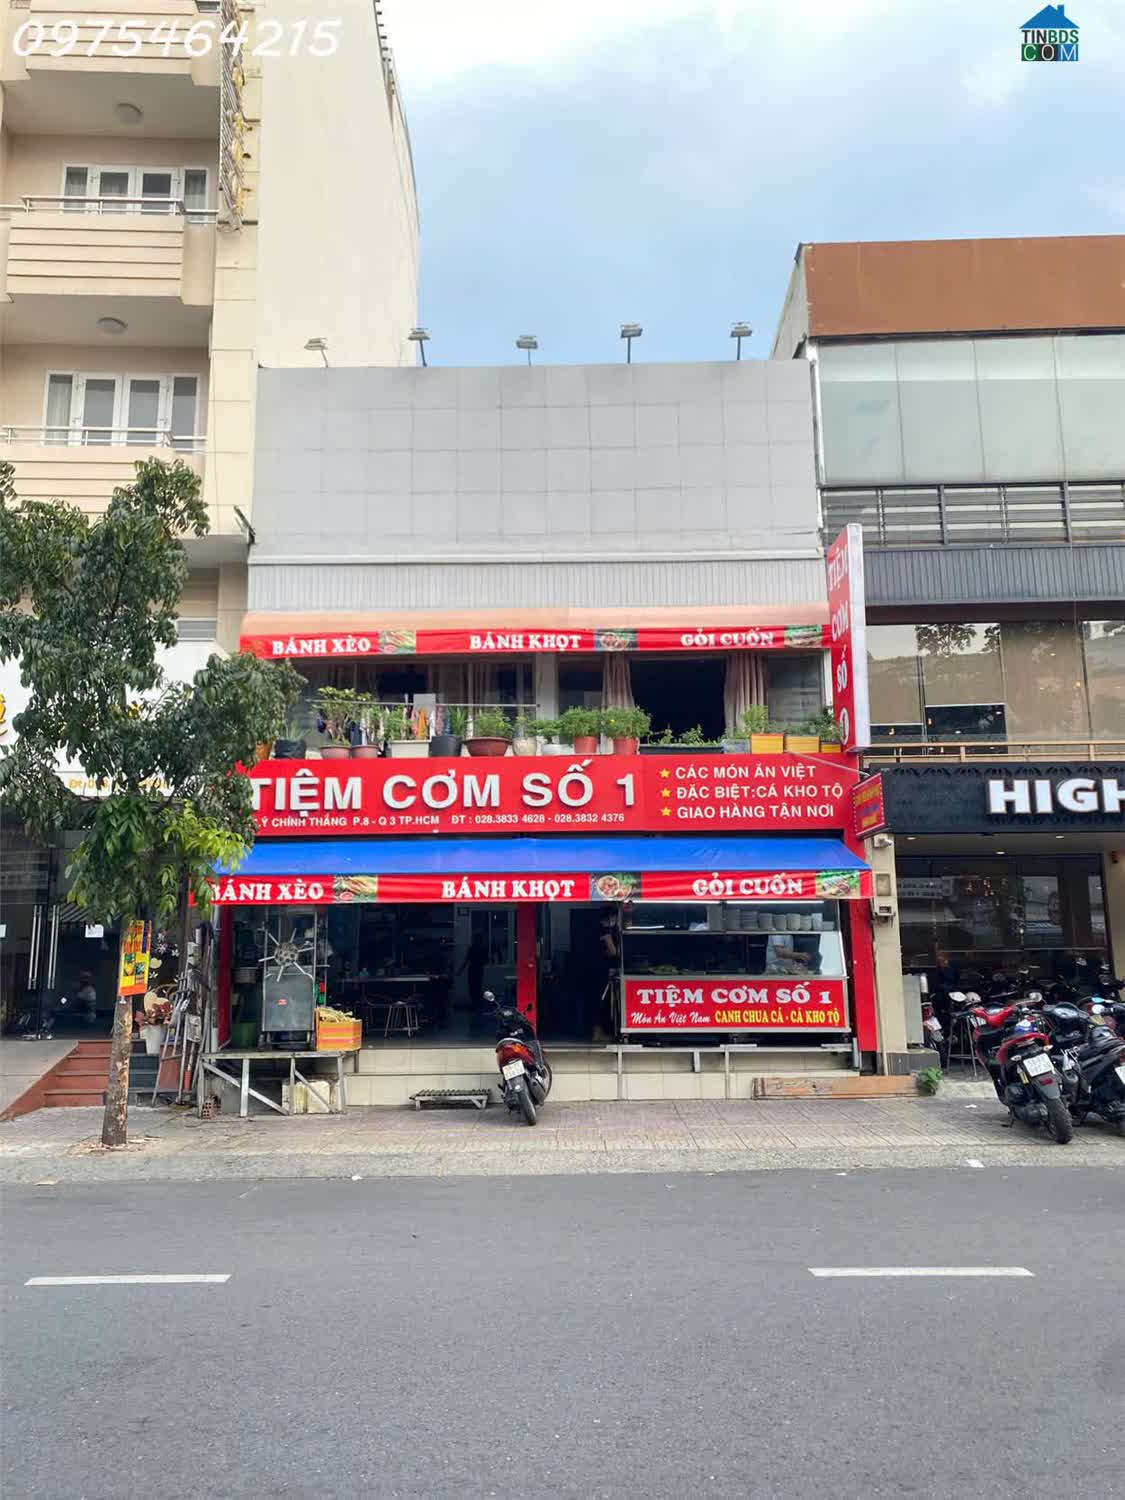 0975464215
TINBDS
COM
BÁNH XÈO BÁNH KHỌT GỎI CUỐN
TIỆM CƠM SỐ 1
TIỆM CƠM SỐ 1
LÝ CHÍNH THẮNG P.8 - Q 3 TP.HCM ĐT : 028.3833 4628 - 028.3832 4376
CÁC MÓN ĂN VIỆT
ĐẶC BIỆT:CÁ KHO TỘ
GIAO HÀNG TẬN NƠI
HIGH
BÁNH XÈO BÁNH KHỌT GỎI CUỐN
TIỆM CƠM SỐ 1
Món Ăn Việt Nam CANH CHUA CÁ - CÁ KHO TỘ